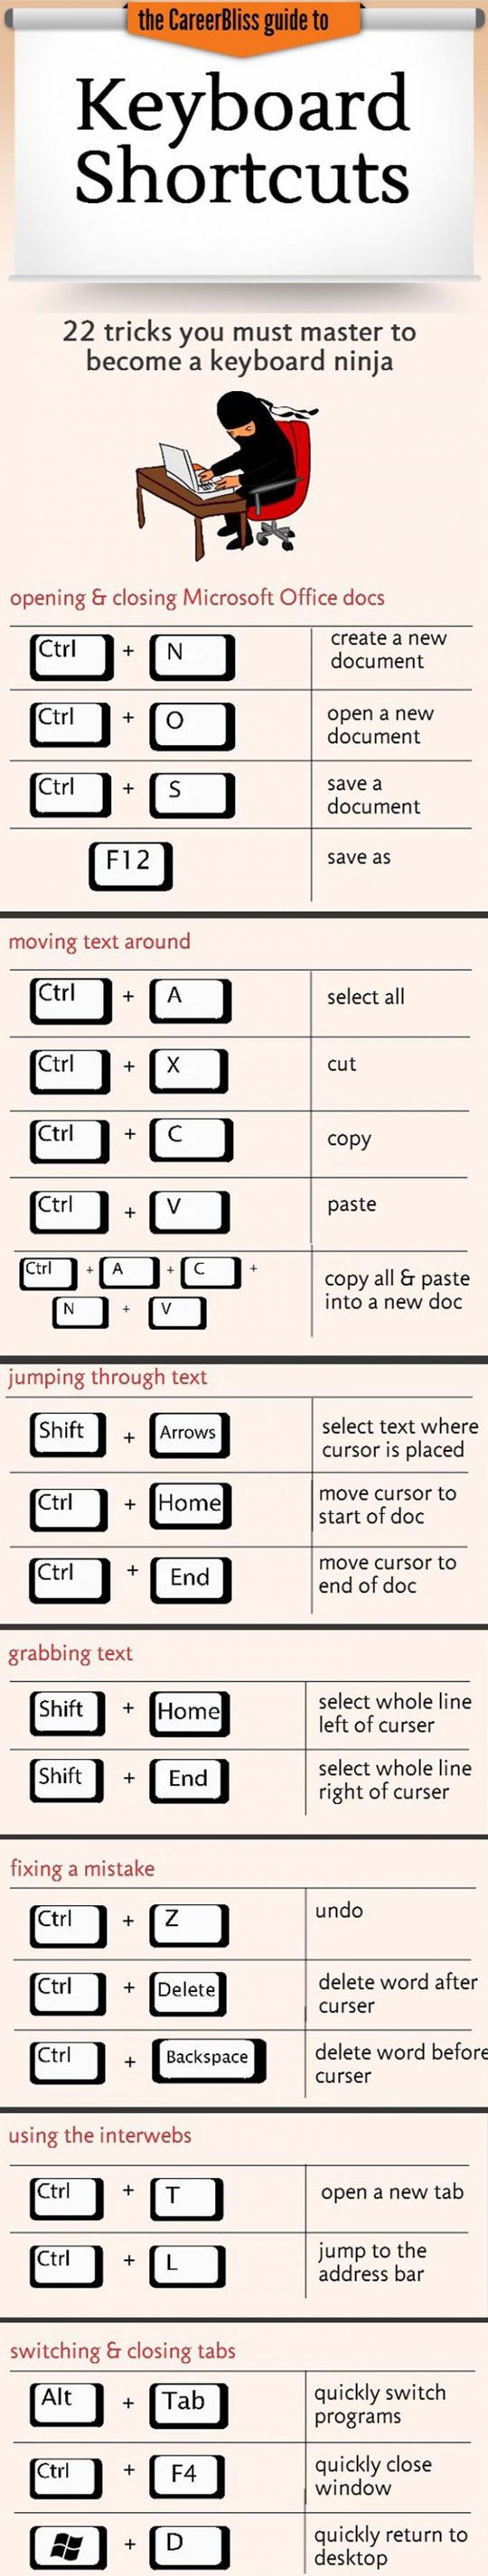 the CareerBliss guide to
Keyboard
Shortcuts
22 tricks you must master to
become a keyboard ninja
opening & closing Microsoft Office docs
Ctrl + N
create a new
document
Ctrl + O
open a new
document
Ctrl + S
save a
document
F12
save as
moving text around
Ctrl + A
select all
Ctrl + X
cut
Ctrl + C
copy
Ctrl + V
paste
Ctrl + A + C +
N + V
copy all & paste
into a new doc
jumping through text
Shift + Arrows
select text where
cursor is placed
Ctrl + Home
move cursor to
start of doc
Ctrl + End
move cursor to
end of doc
grabbing text
Shift + Home
select whole line
left of curser
Shift + End
select whole line
right of curser
fixing a mistake
Ctrl + Z
undo
Ctrl + Delete
delete word after
curser
Ctrl + Backspace
delete word before
curser
using the interwebs
Ctrl + T
open a new tab
Ctrl + L
jump to the
address bar
switching & closing tabs
Alt + Tab
quickly switch
programs
Ctrl + F4
quickly close
window
+ D
quickly return to
desktop